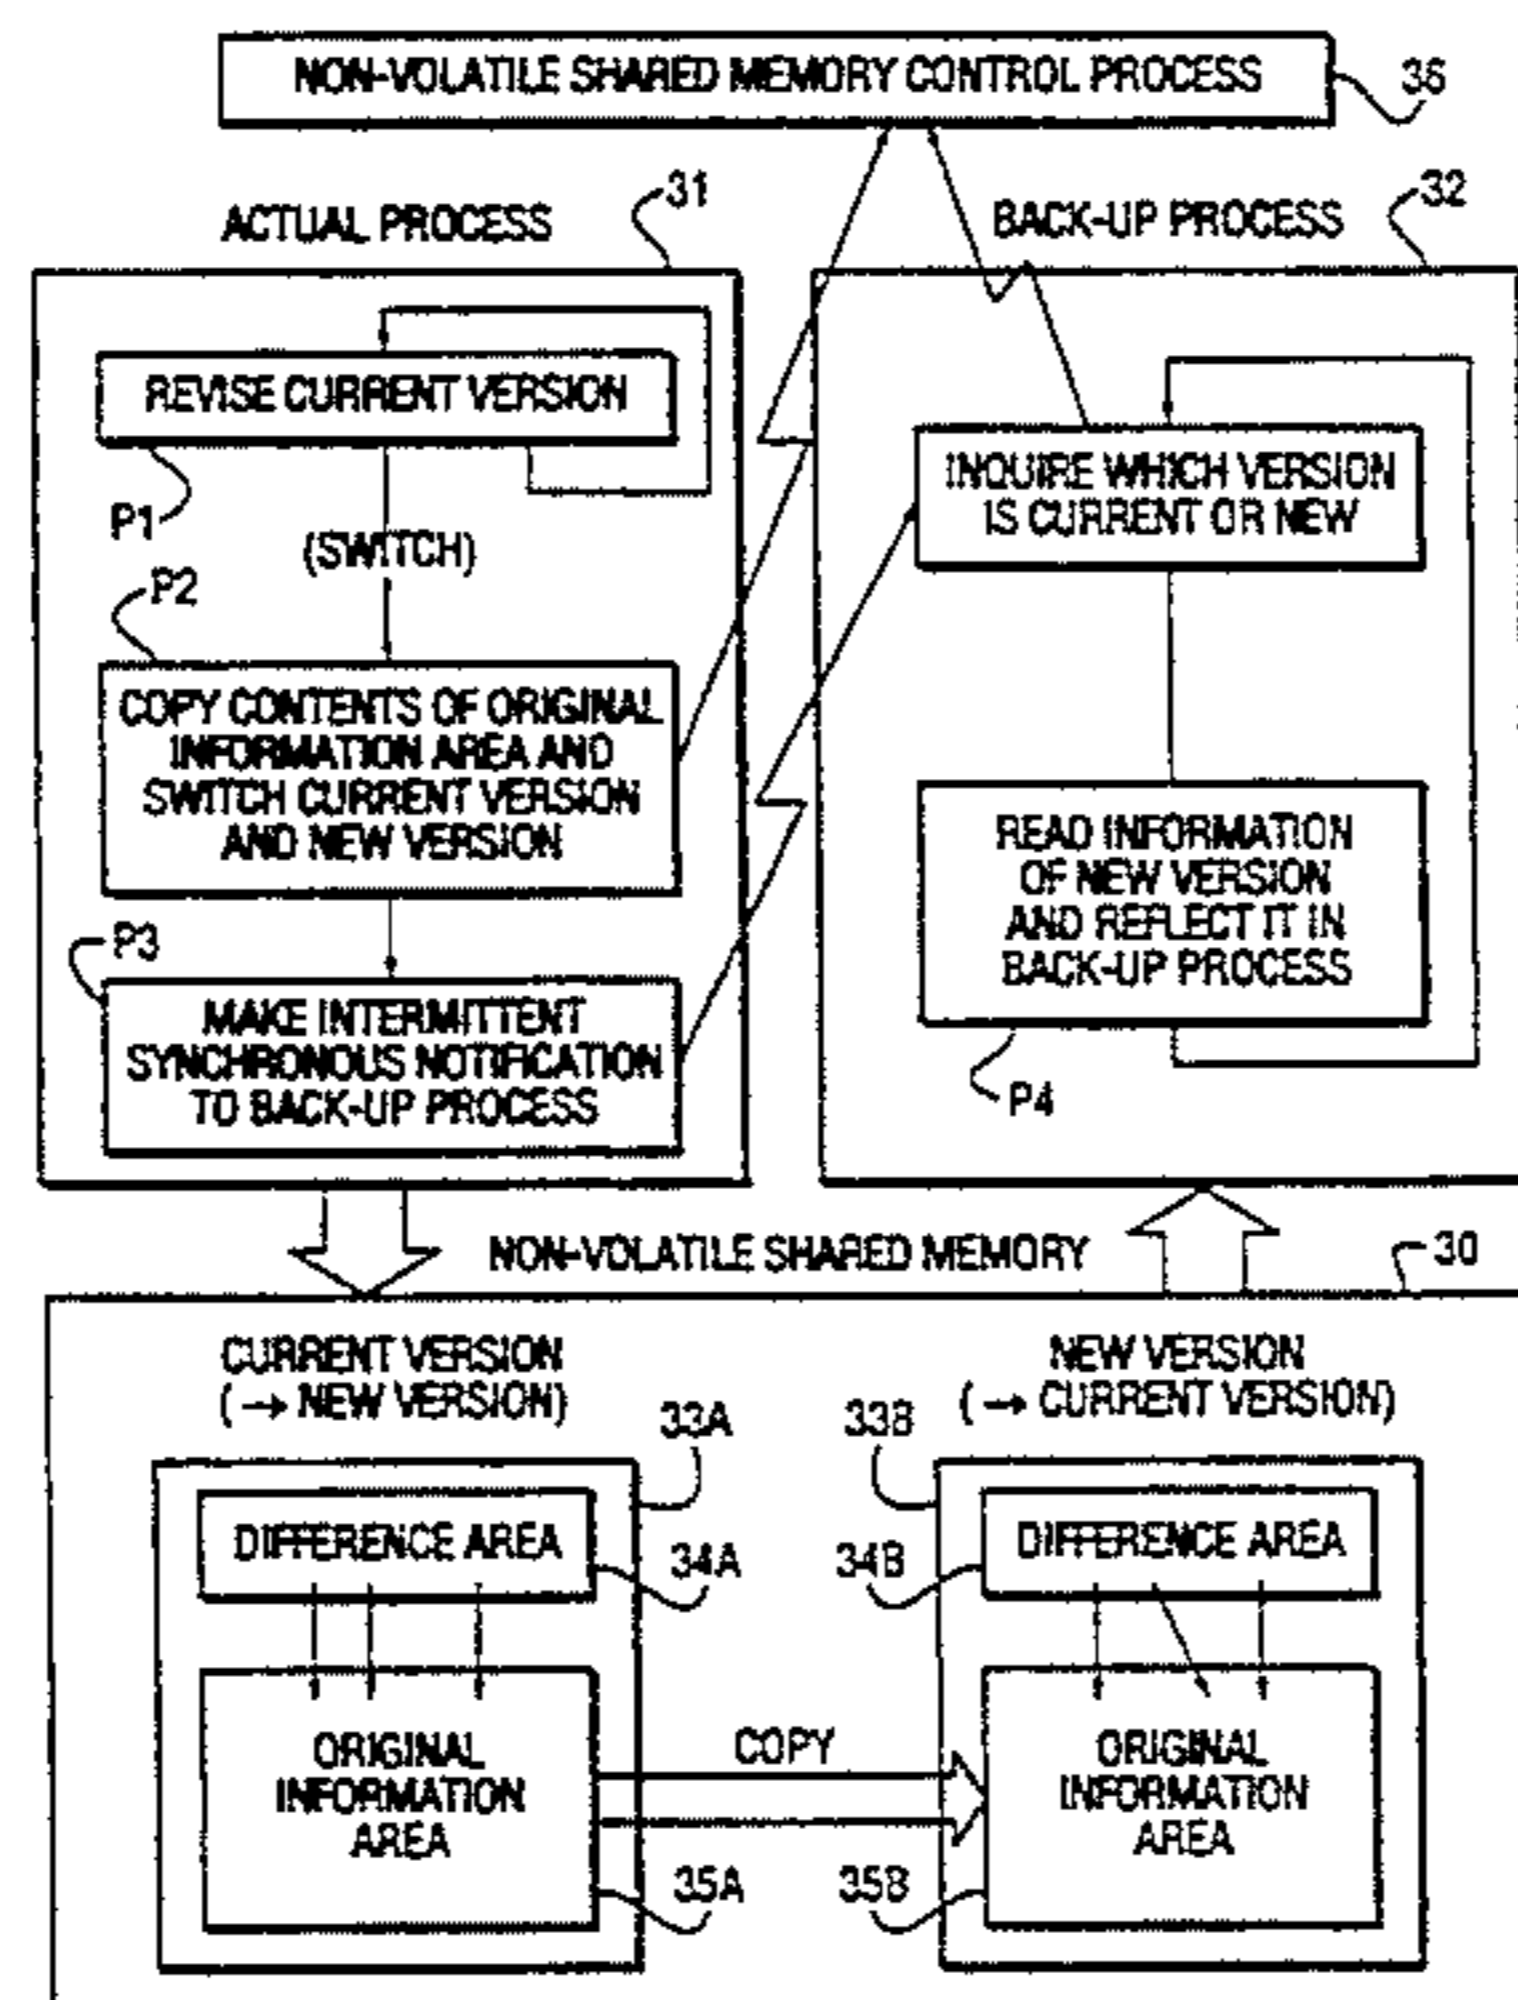 NON-VOLATILE SHARED MEMORY CONTROL PROCESS
36
ACTUAL PROCESS
31
BACK-UP PROCESS
32
REVISE CURRENT VERSION
P1
(SWITCH)
P2
COPY CONTENTS OF ORIGINAL
INFORMATION AREA AND
SWITCH CURRENT VERSION
AND NEW VERSION
P3
MAKE INTERMITTENT
SYNCHRONOUS NOTIFICATION
TO BACK-UP PROCESS
INQUIRE WHICH VERSION
IS CURRENT OR NEW
READ INFORMATION
OF NEW VERSION
AND REFLECT IT IN
BACK-UP PROCESS
P4
NON-VOLATILE SHARED MEMORY
30
CURRENT VERSION
(→ NEW VERSION)
NEW VERSION
(→ CURRENT VERSION)
33A
33B
DIFFERENCE AREA
34A
34B
DIFFERENCE AREA
ORIGINAL
INFORMATION
AREA
COPY
ORIGINAL
INFORMATION
AREA
35A
35B